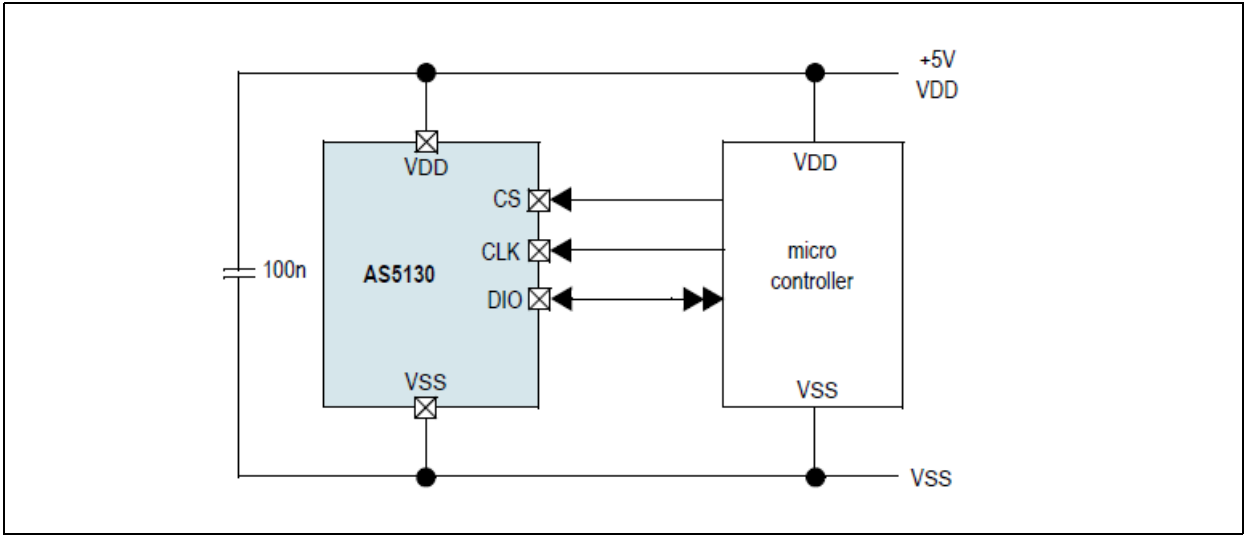 +5V
VDD
VDD
VDD
CS
CLK
micro
100n
AS5130
controller
DIO
VSS
VSS
VSS